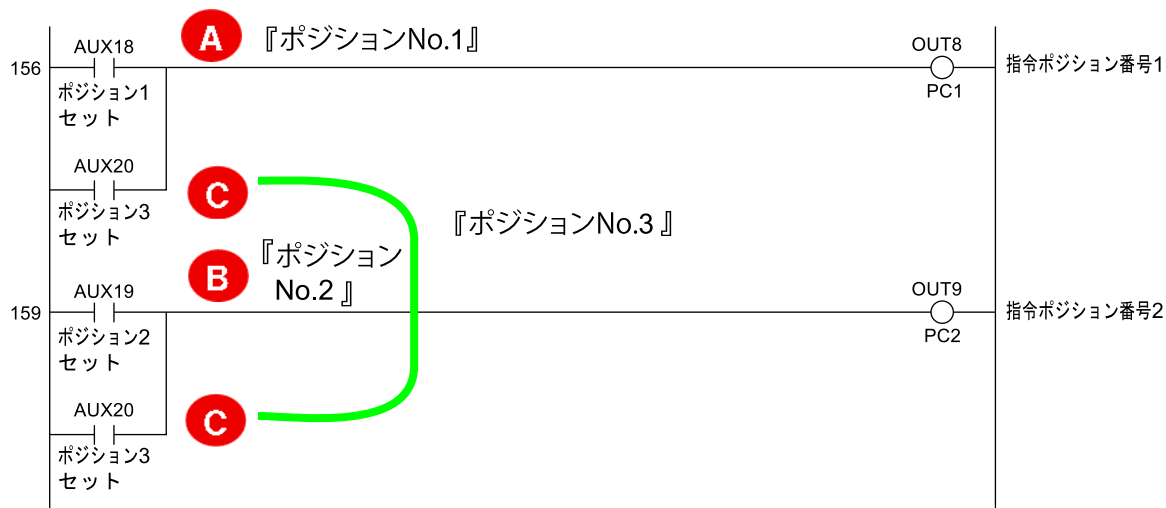 A 『ポジションNo.1』
AUX18
OUT8
156
指令ポジション番号1
PC1
ポジション1
セット
AUX20
C
ポジション3
セット
『ポジションNo.3 』
B
『ポジション
No.2 』
AUX19
OUT9
159
指令ポジション番号2
PC2
ポジション2
セット
AUX20
C
ポジション3
セット